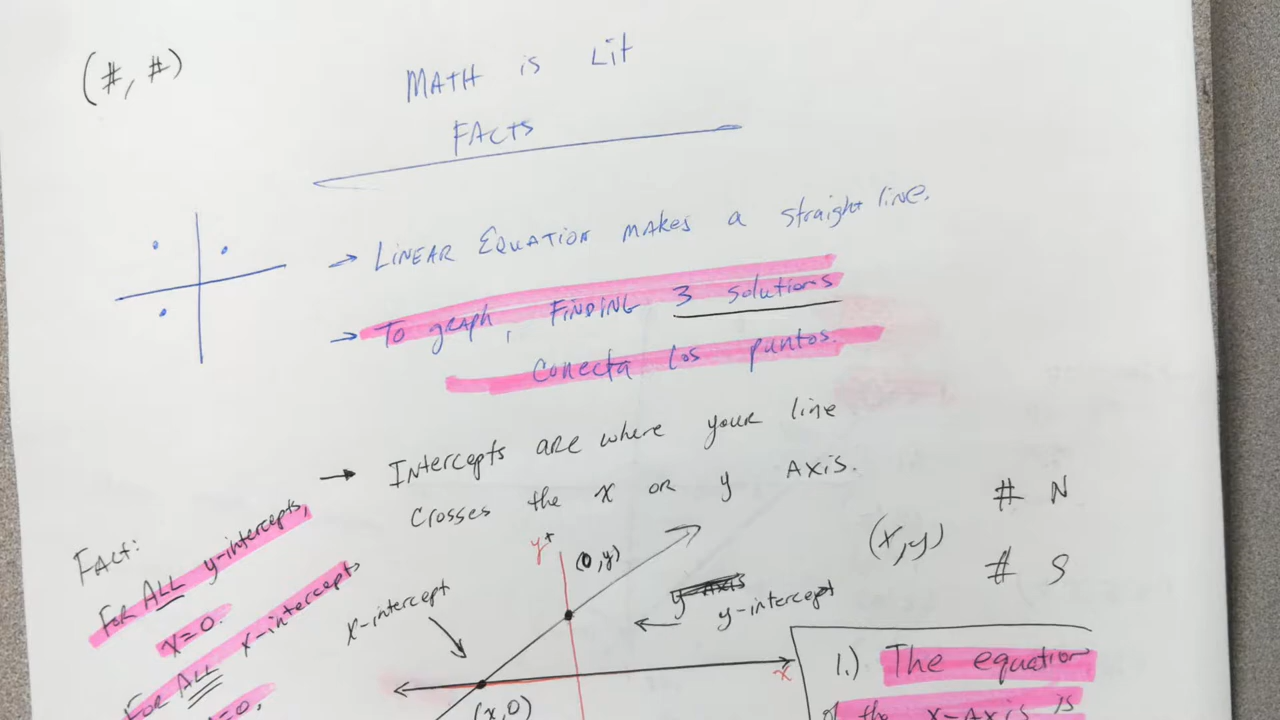 (#, #)
MATH is Lit
FACTS
→ LINEAR EQUATION MAKES a straight line.
→ To graph, FINDING 3 solutions
Conecta los puntos.
→ Intercepts are where your line
crosses the x or y Axis.
Fact:
FOR ALL y-intercepts,
x=0.
FOR ALL x-intercepts
=0,
x-intercept
y+
(0,y)
y-intercept
x
(x,0)
# N
(x,y)
# S
1.) The equation
of the x-Axis is